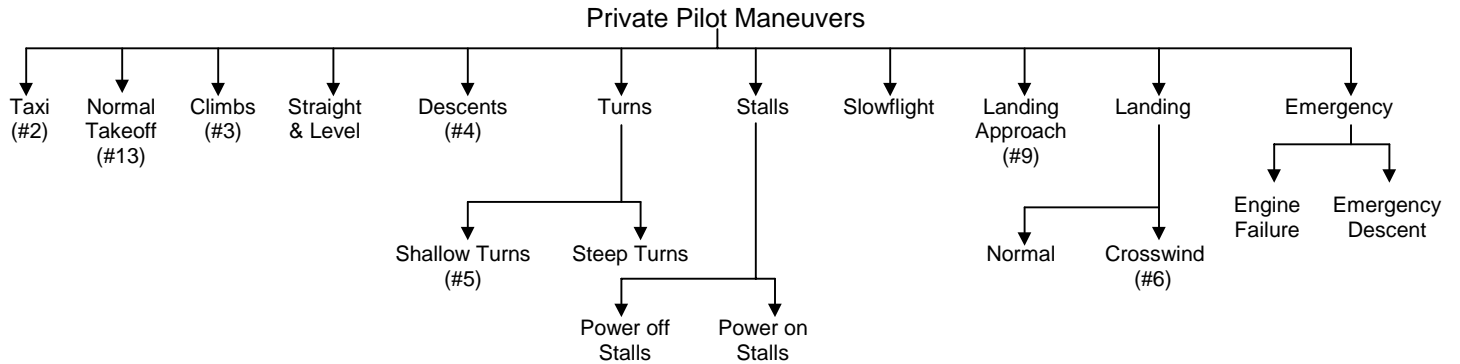 Private Pilot Maneuvers
Taxi
(#2)
Normal
Takeoff
(#13)
Climbs
(#3)
Straight
& Level
Descents
(#4)
Turns
Stalls
Slowflight
Landing
Approach
(#9)
Landing
Emergency
Shallow Turns
(#5)
Steep Turns
Power off
Stalls
Power on
Stalls
Normal
Crosswind
(#6)
Engine
Failure
Emergency
Descent